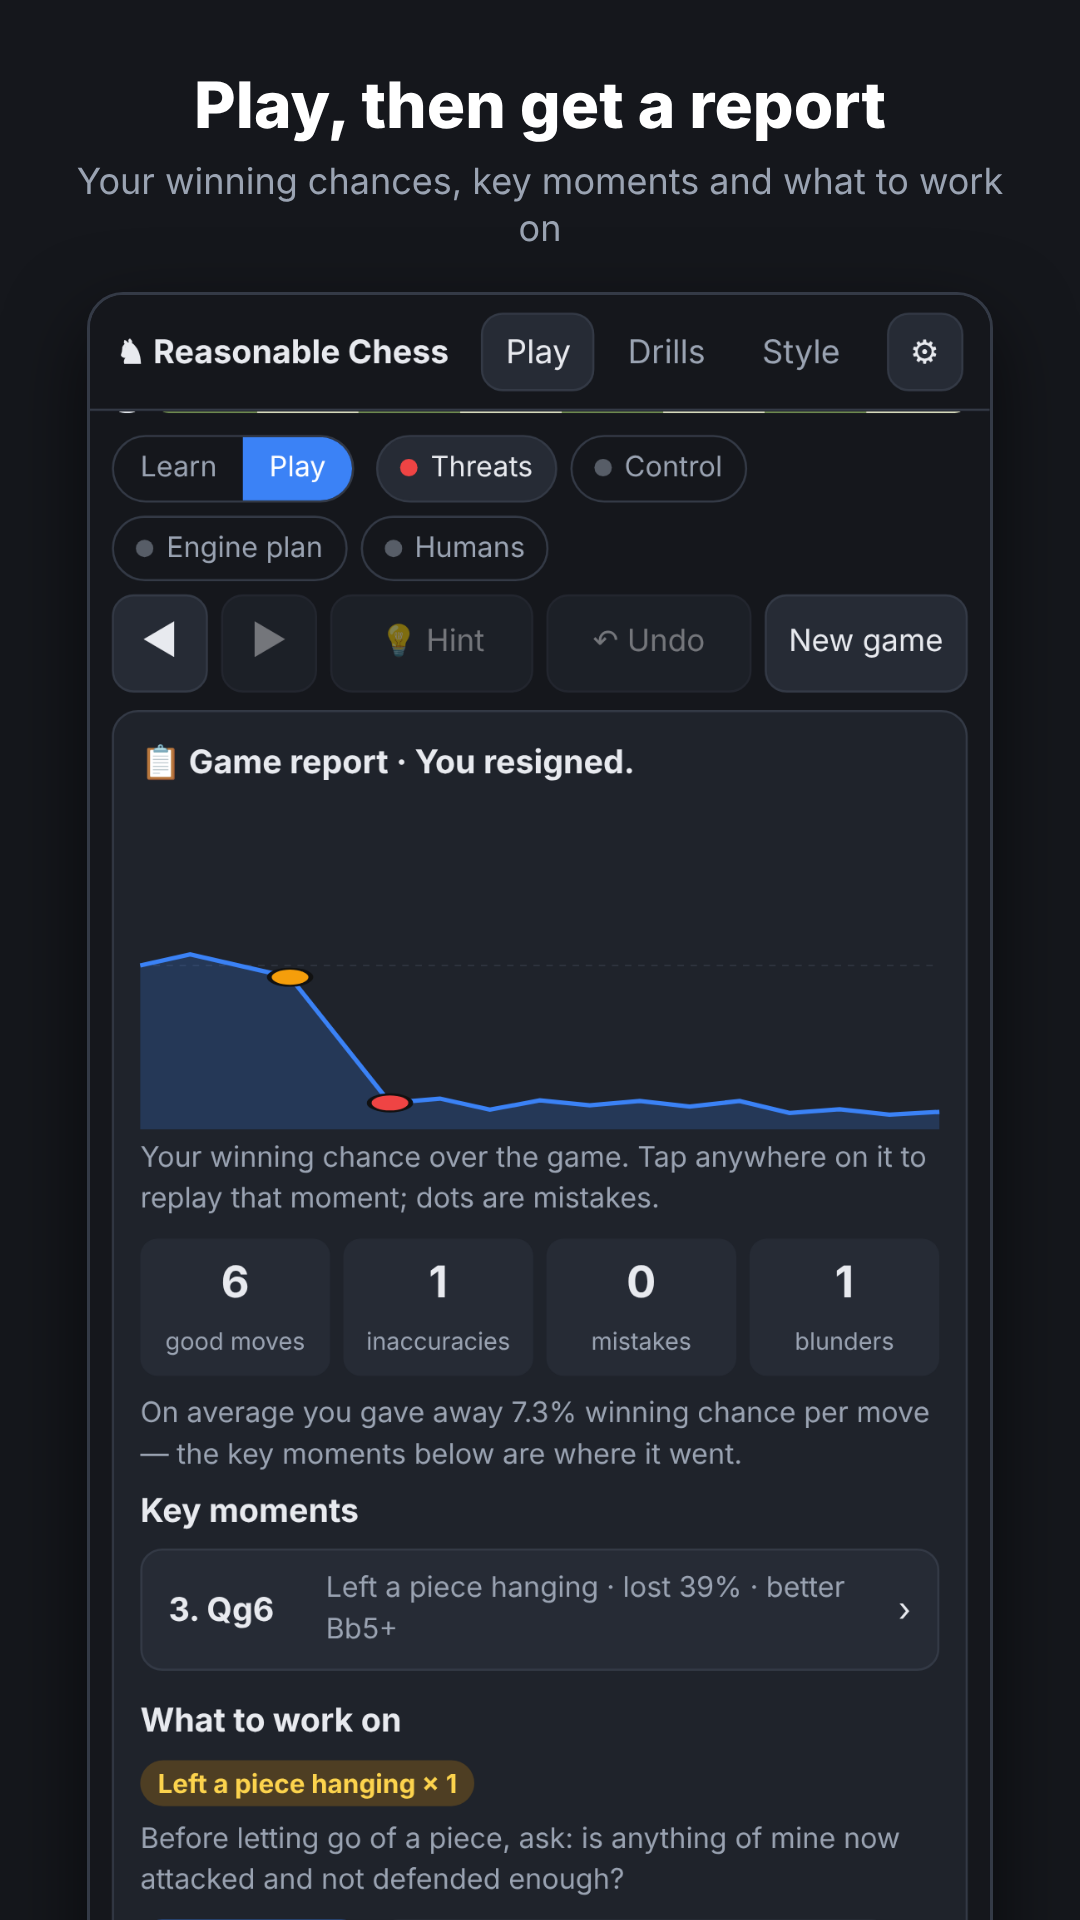 Play, then get a report
Your winning chances, key moments and what to work
on
♞ Reasonable Chess
Play
Drills
Style
⚙
Learn
Play
Threats
Control
Engine plan
Humans
◀
▶
💡 Hint
↶ Undo
New game
📋 Game report · You resigned.
Your winning chance over the game. Tap anywhere on it to
replay that moment; dots are mistakes.
6
good moves
1
inaccuracies
0
mistakes
1
blunders
On average you gave away 7.3% winning chance per move
— the key moments below are where it went.
Key moments
3. Qg6
Left a piece hanging · lost 39% · better
Bb5+
›
What to work on
Left a piece hanging × 1
Before letting go of a piece, ask: is anything of mine now
attacked and not defended enough?